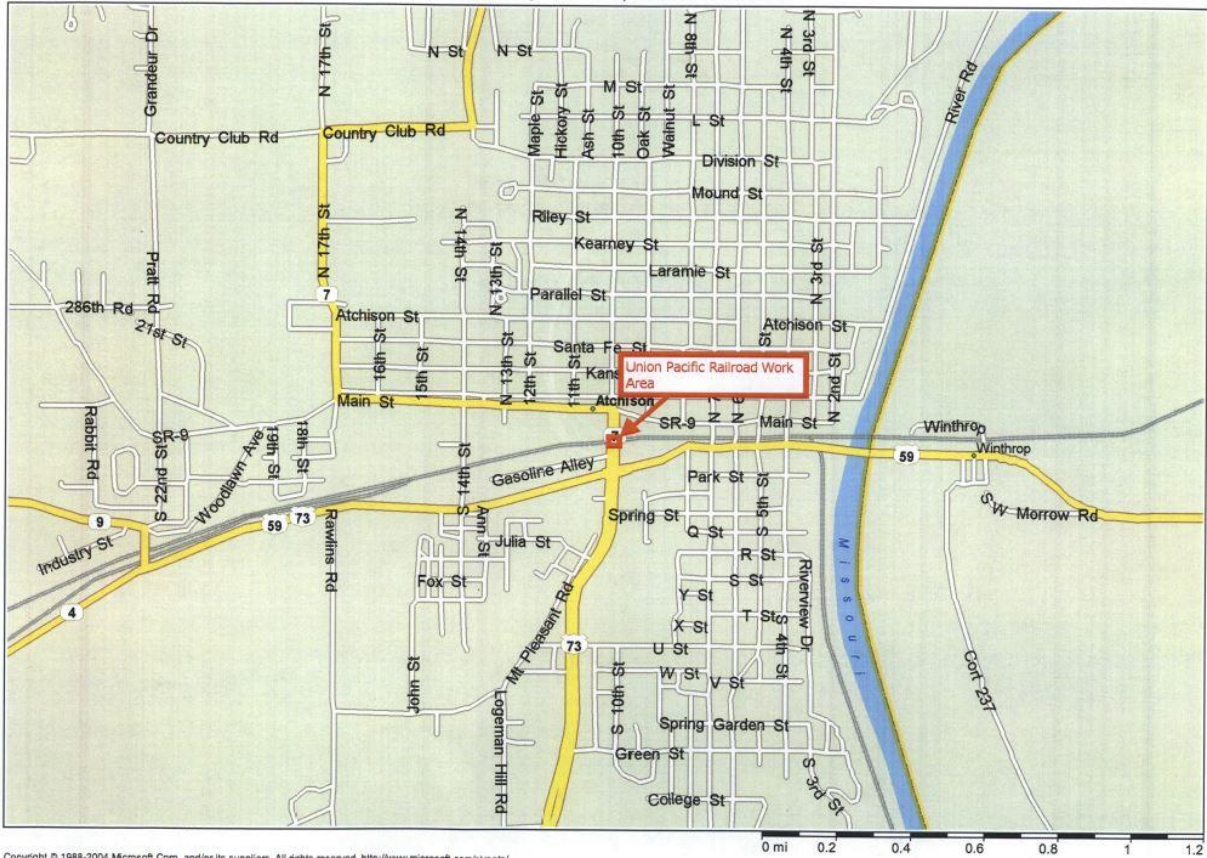 N St
N St
N 17th St
Grandeur Dr
N 8th St
N 4th St
N 3rd St
River Rd
M St
L St
Country Club Rd
Country Club Rd
Maple St
Hickory St
Ash St
10th St
Oak St
Walnut St
Division St
Mound St
Riley St
Kearney St
Laramie St
Parallel St
N 17th St
N 14th St
N 13th St
N 3rd St
Pratt Rd
7
286th Rd
21st St
Atchison St
Atchison St
Santa Fe St
Union Pacific Railroad Work
Area
16th St
15th St
N 13th St
12th St
11th St
N 2nd St
Main St
Atchison
SR-9
Main St
Winthrop
Winthrop
59
Rabbit Rd
SR-9
S 22nd St
Woodlawn Ave
19th St
18th St
S 14th St
Gasoline Alley
Park St
S 5th St
S W Morrow Rd
9
59
73
Industry St
4
Rawlins Rd
Ann St
Julia St
Fox St
Spring St
Q St
R St
S St
Y St
T St
X St
U St
W St
V St
S 4th St
Riverview Dr
Missouri
Cort 237
Mt Pleasant Rd
73
John St
Logeman Hill Rd
S 10th St
Spring Garden St
Green St
College St
S 3rd St
0 mi 0.2 0.4 0.6 0.8 1 1.2